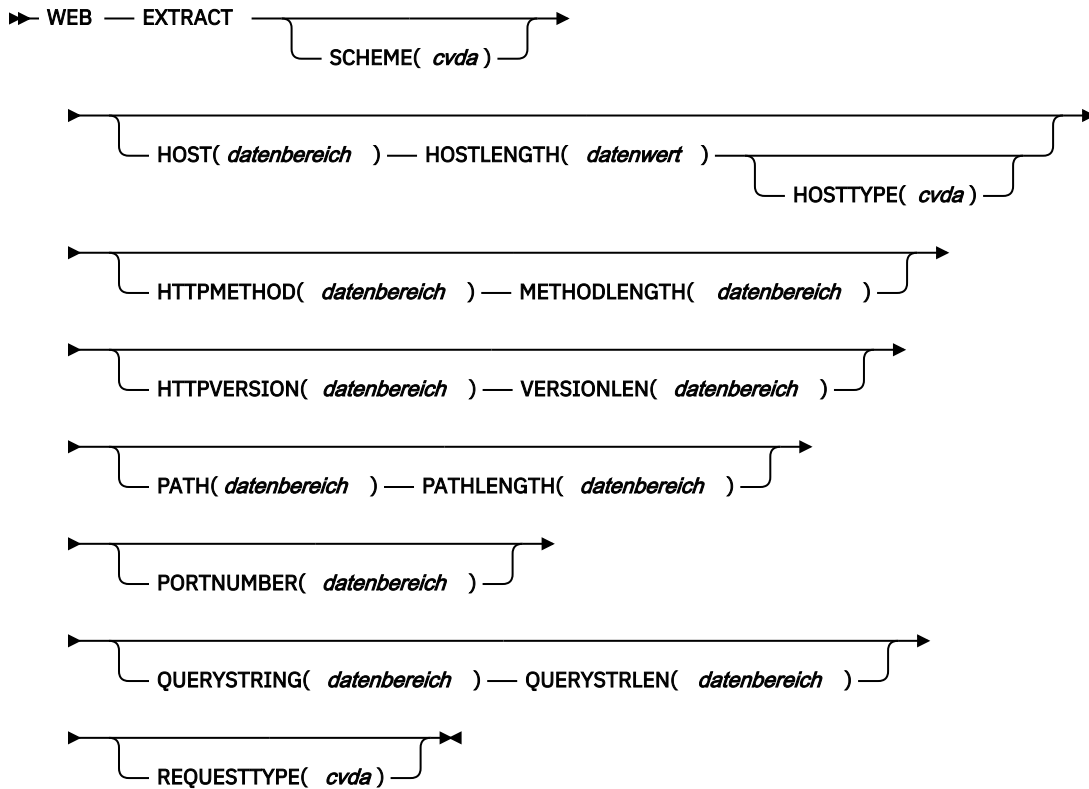 WEB EXTRACT
SCHEME( cvda )
HOST( datenbereich ) HOSTLENGTH( datenwert )
HOSTTYPE( cvda )
HTTPMETHOD( datenbereich ) METHODLENGTH( datenbereich )
HTTPVERSION( datenbereich ) VERSIONLEN( datenbereich )
PATH( datenbereich ) PATHLENGTH( datenbereich )
PORTNUMBER( datenbereich )
QUERYSTRING( datenbereich ) QUERYSTRLEN( datenbereich )
REQUESTTYPE( cvda )